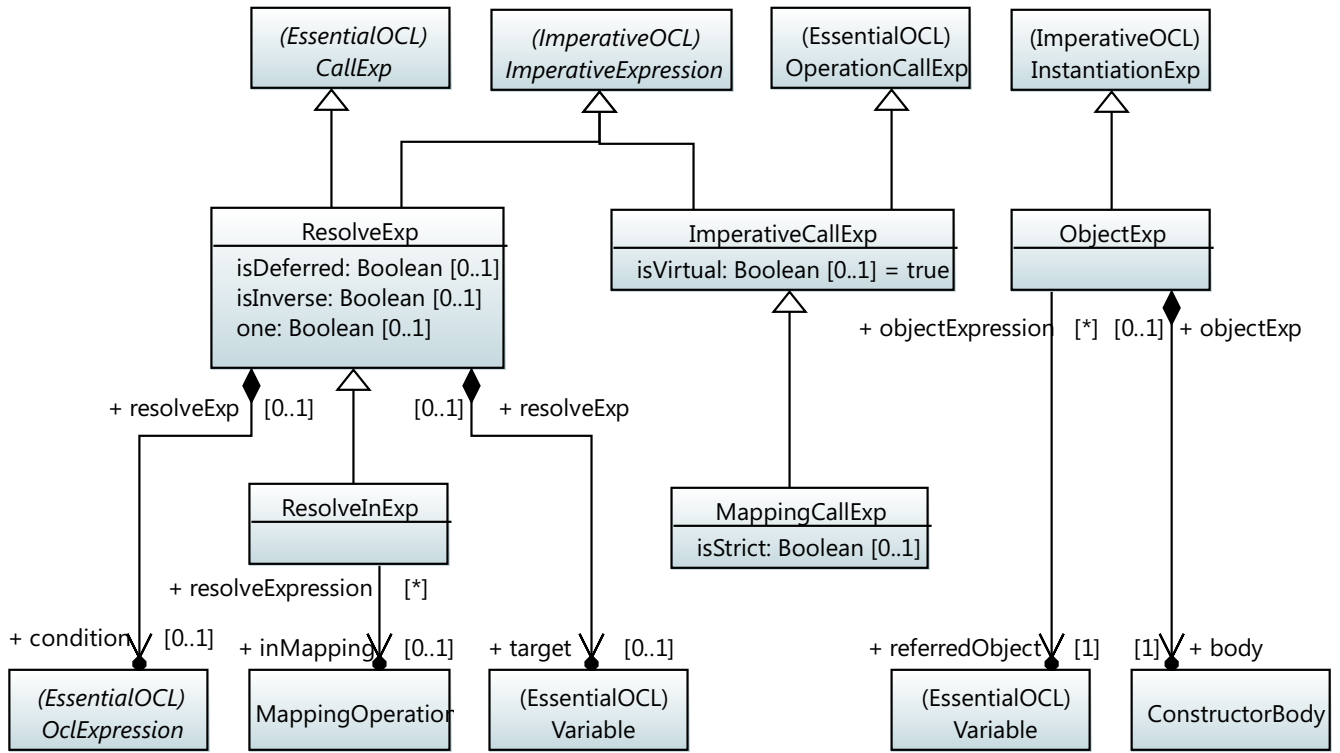 (EssentialOCL)
CallExp
(ImperativeOCL)
ImperativeExpression
(EssentialOCL)
OperationCallExp
(ImperativeOCL)
InstantiationExp
ResolveExp
isDeferred: Boolean [0..1]
isInverse: Boolean [0..1]
one: Boolean [0..1]
ImperativeCallExp
isVirtual: Boolean [0..1] = true
ObjectExp
+ objectExpression [*]
[0..1] + objectExp
+ resolveExp [0..1]
[0..1] + resolveExp
ResolveInExp
MappingCallExp
isStrict: Boolean [0..1]
+ resolveExpression [*]
+ condition [0..1]
+ inMapping [0..1]
+ target [0..1]
+ referredObject [1]
[1] + body
(EssentialOCL)
OclExpression
MappingOperation
(EssentialOCL)
Variable
(EssentialOCL)
Variable
ConstructorBody